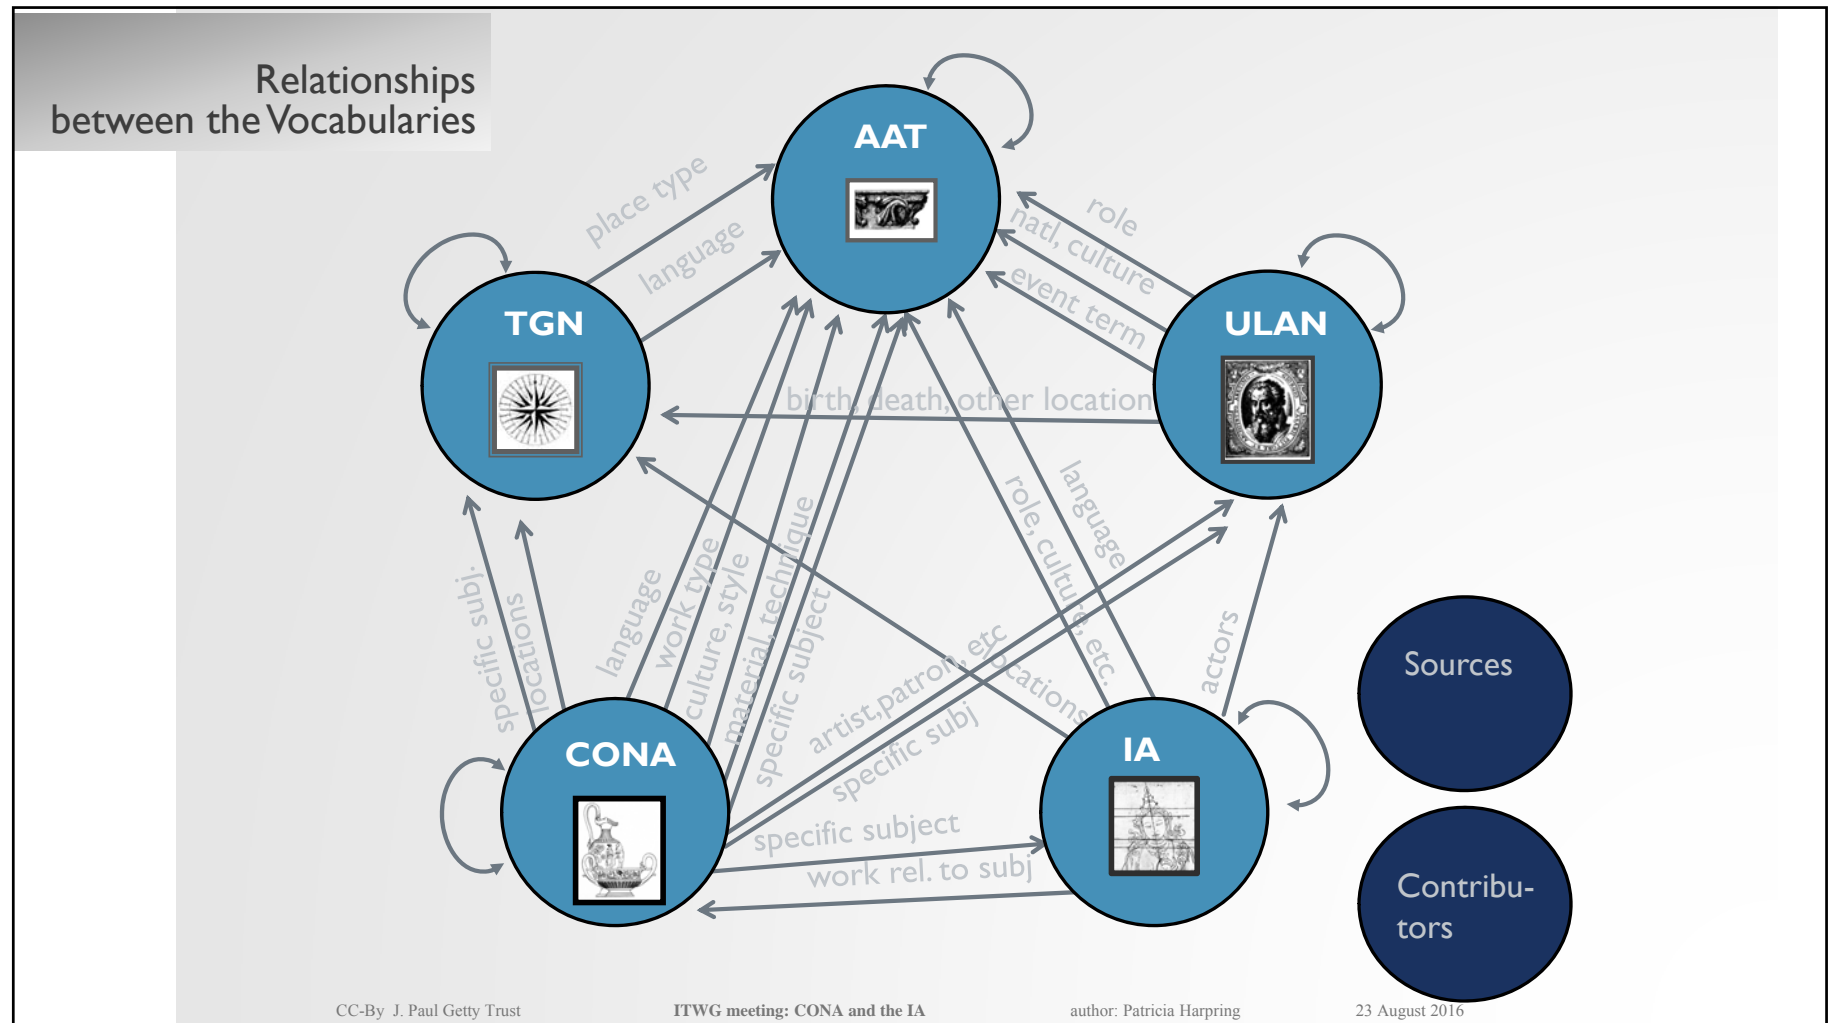 Relationships
between the Vocabularies
AAT
place type
language
role
natl, culture
event term
TGN
ULAN
birth, death, other location
language
role, culture, etc.
specific subj.
locations
language
work type
culture, style
material, technique
specific subject
artist,patron, etc
specific subj
locations
actors
Sources
CONA
IA
specific subject
work rel. to subj
Contribu-
tors
CC-By J. Paul Getty Trust
ITWG meeting: CONA and the IA
author: Patricia Harpring
23 August 2016